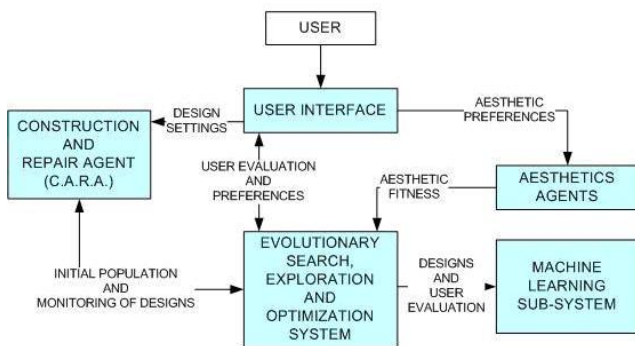 USER
USER INTERFACE
DESIGN
SETTINGS
AESTHETIC
PREFERENCES
CONSTRUCTION
AND
REPAIR AGENT
(C.A.R.A.)
USER EVALUATION
AND
PREFERENCES
AESTHETIC
FITNESS
AESTHETICS
AGENTS
INITIAL POPULATION
AND
MONITORING OF DESIGNS
EVOLUTIONARY
SEARCH,
EXPLORATION
AND
OPTIMIZATION
SYSTEM
DESIGNS
AND
USER
EVALUATION
MACHINE
LEARNING
SUB-SYSTEM